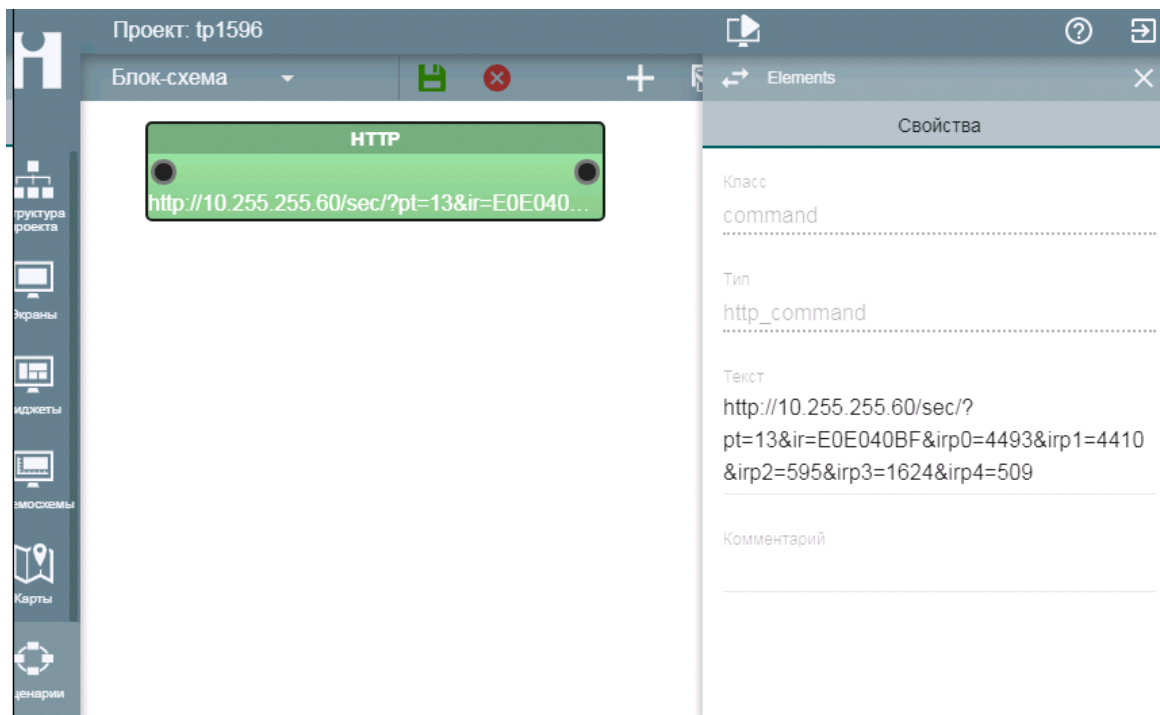 Проект: tp1596
Блок-схема
Elements
Свойства
HTTP
http://10.255.255.60/sec/?pt=13&ir=E0E040...
Класс
command
Тип
http_command
Текст
http://10.255.255.60/sec/?
pt=13&ir=E0E040BF&irp0=4493&irp1=4410
&irp2=595&irp3=1624&irp4=509
Комментарий
труктура
роекта
Экраны
иджеты
емосхемы
Карты
ценарии